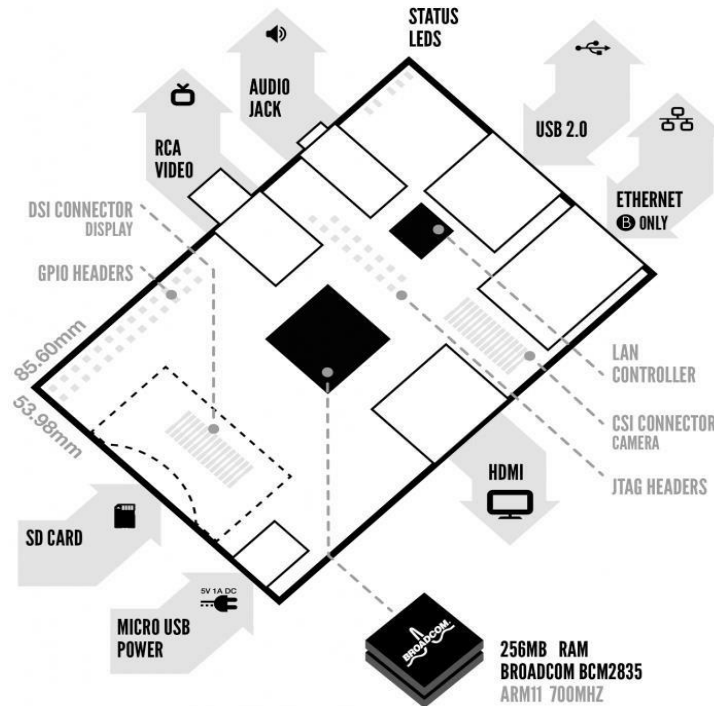 STATUS
LEDS
AUDIO
JACK
USB 2.0
RCA
VIDEO
ETHERNET
B ONLY
DSI CONNECTOR
DISPLAY
GPIO HEADERS
85.60mm
53.98mm
LAN
CONTROLLER
CSI CONNECTOR
CAMERA
JTAG HEADERS
HDMI
SD CARD
5V 1A DC
MICRO USB
POWER
BROADCOM.
256MB RAM
BROADCOM BCM2835
ARM11 700MHZ